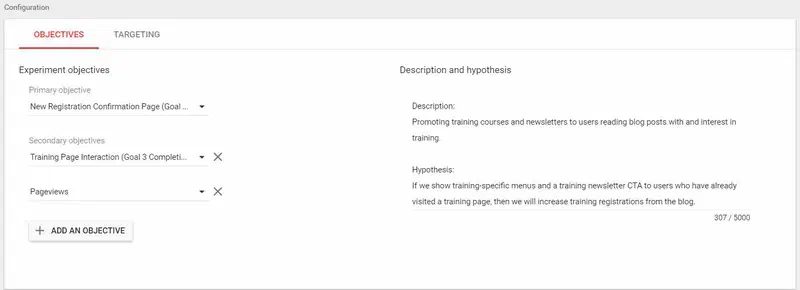 Configuration
OBJECTIVES
TARGETING
Experiment objectives
Primary objective
New Registration Confirmation Page (Goal ...
Secondary objectives
Training Page Interaction (Goal 3 Completi...
Pageviews
ADD AN OBJECTIVE
Description and hypothesis
Description:
Promoting training courses and newsletters to users reading blog posts with and interest in
training.
Hypothesis:
If we show training-specific menus and a training newsletter CTA to users who have already
visited a training page, then we will increase training registrations from the blog.
307 / 5000